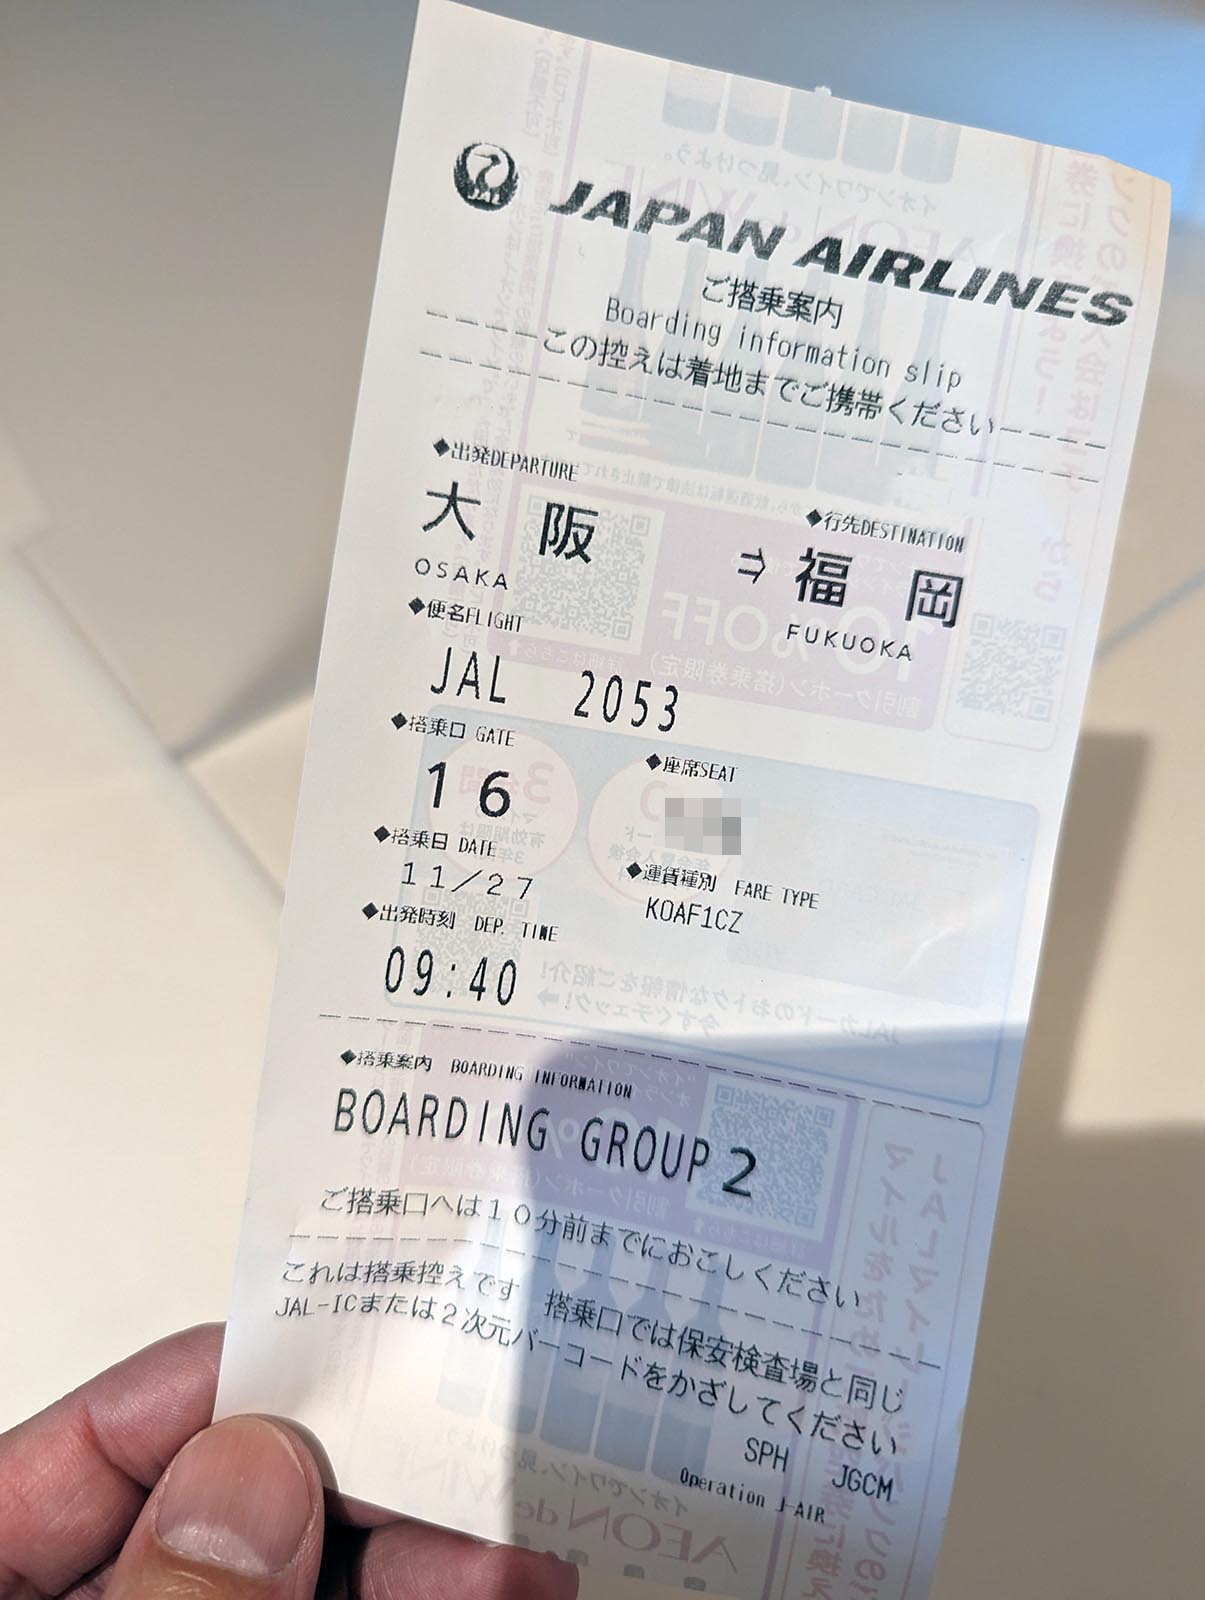 JAL
JAPAN AIRLINES
ご搭乗案内
Boarding information slip
この控えは着地までご携帯ください
◆出発DEPARTURE
◆行先DESTINATION
大阪 ⇒ 福岡
OSAKA
FUKUOKA
◆便名FLIGHT
JAL 2053
◆搭乗口 GATE
◆座席SEAT
16
◆搭乗日 DATE
◆運賃種別 FARE TYPE
11/27
KOAF1CZ
◆出発時刻 DEP. TIME
09:40
◆搭乗案内 BOARDING INFORMATION
BOARDING GROUP 2
ご搭乗口へは10分前までにおこしください
これは搭乗控えです 搭乗口では保安検査場と同じ
JAL-ICまたは2次元バーコードをかざしてください
SPH JGCM
Operation J-AIR